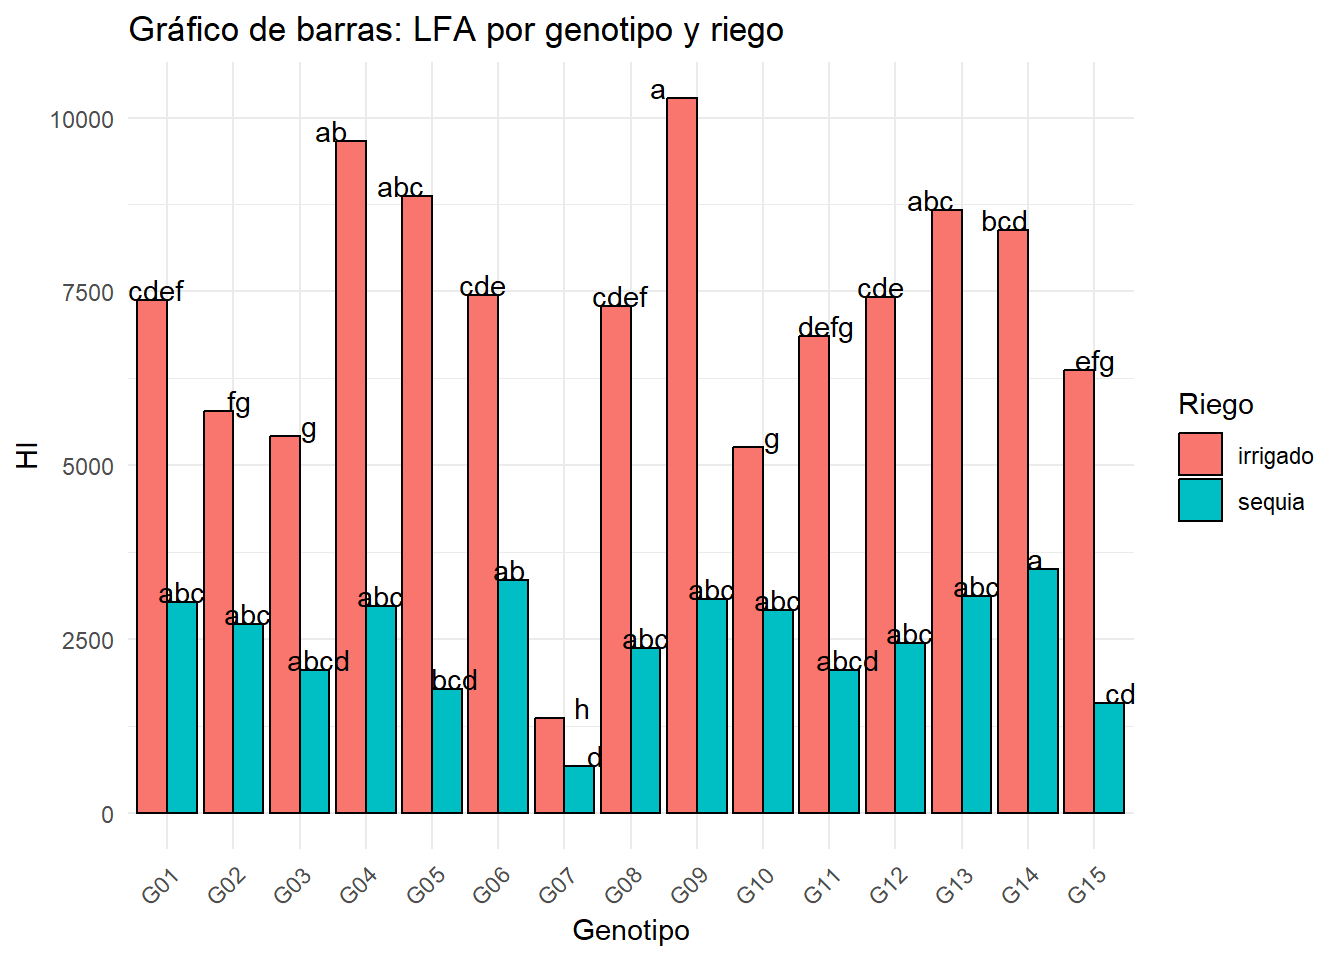 Gráfico de barras: LFA por genotipo y riego
HI
10000
7500
5000
2500
0
cdef
abc
fg
abc
g
abcd
ab
abc
abc
bcd
cde
ab
h
d
cdef
abc
a
abc
g
abc
defg
abcd
cde
abc
abc
abc
bcd
a
efg
cd
G01
G02
G03
G04
G05
G06
G07
G08
G09
G10
G11
G12
G13
G14
G15
Genotipo
Riego
irrigado
sequia